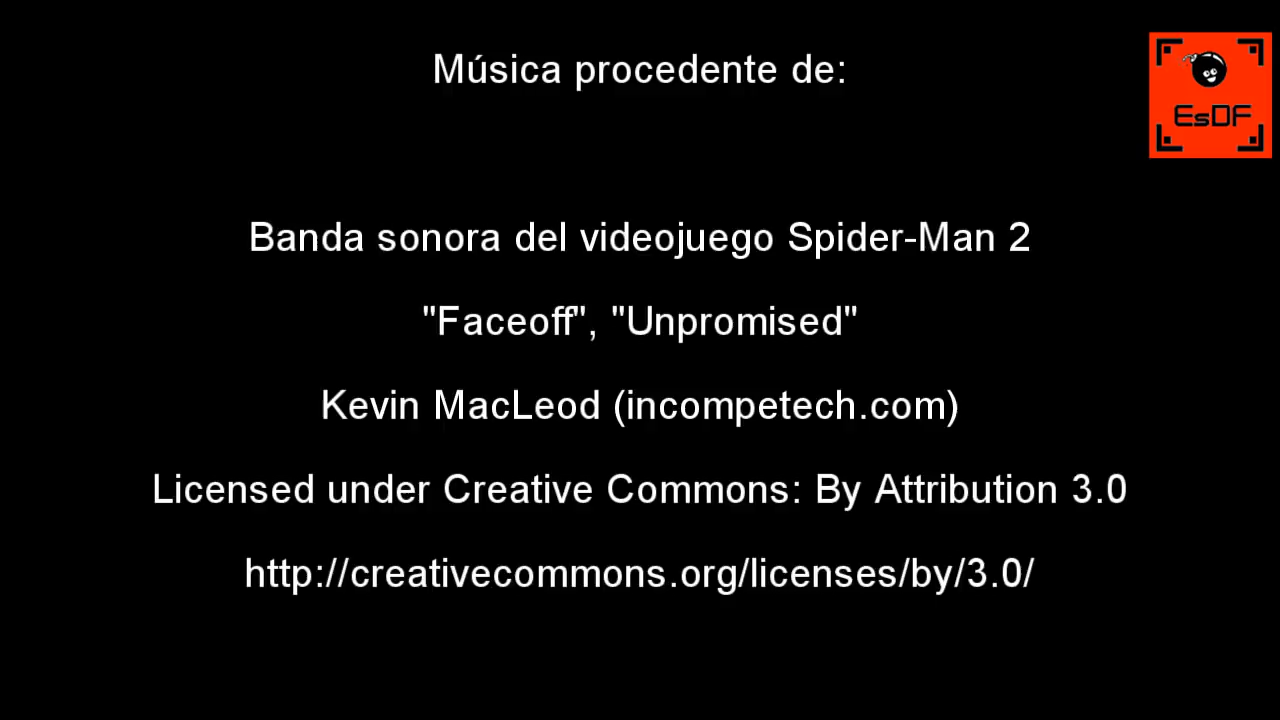 Música procedente de:
EsDF
Banda sonora del videojuego Spider-Man 2
"Faceoff", "Unpromised"
Kevin MacLeod (incompetech.com)
Licensed under Creative Commons: By Attribution 3.0
http://creativecommons.org/licenses/by/3.0/